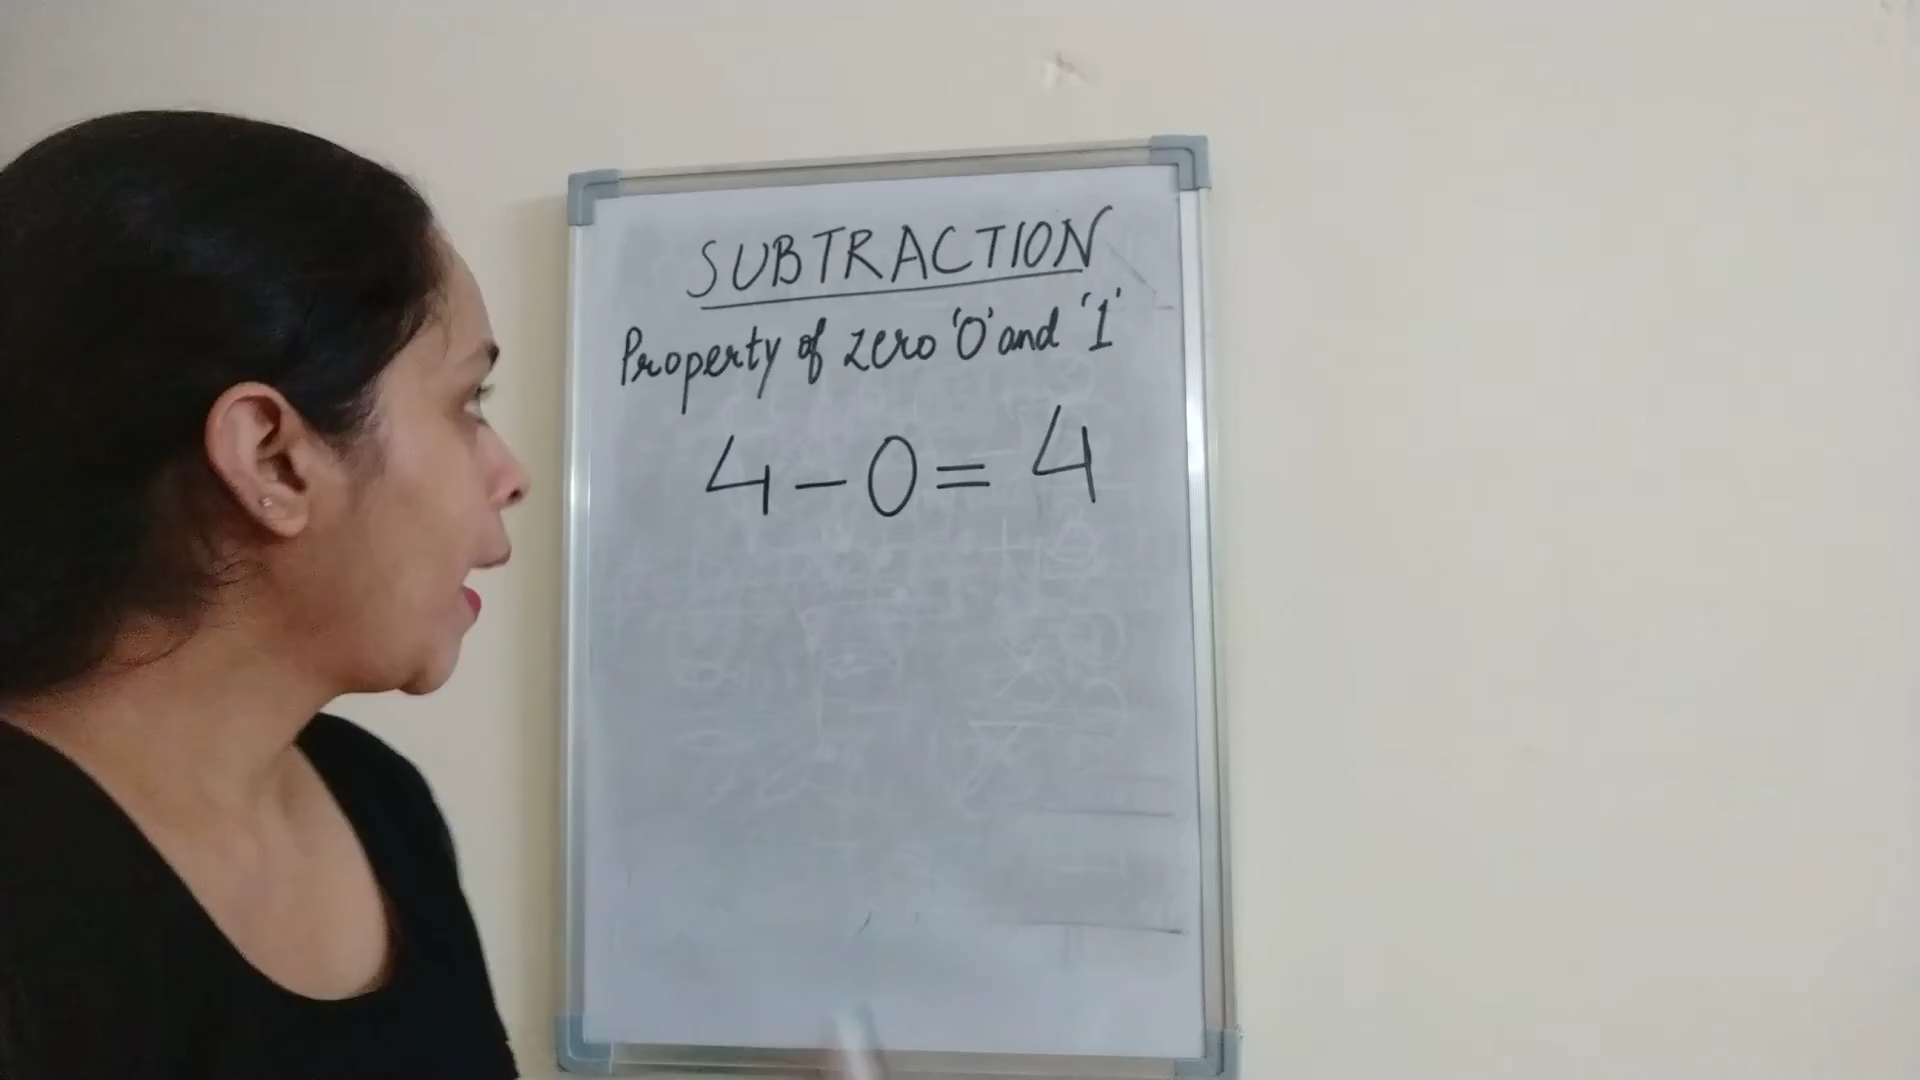 SUBTRACTION
Property of zero '0' and '1'
4 - 0 = 4